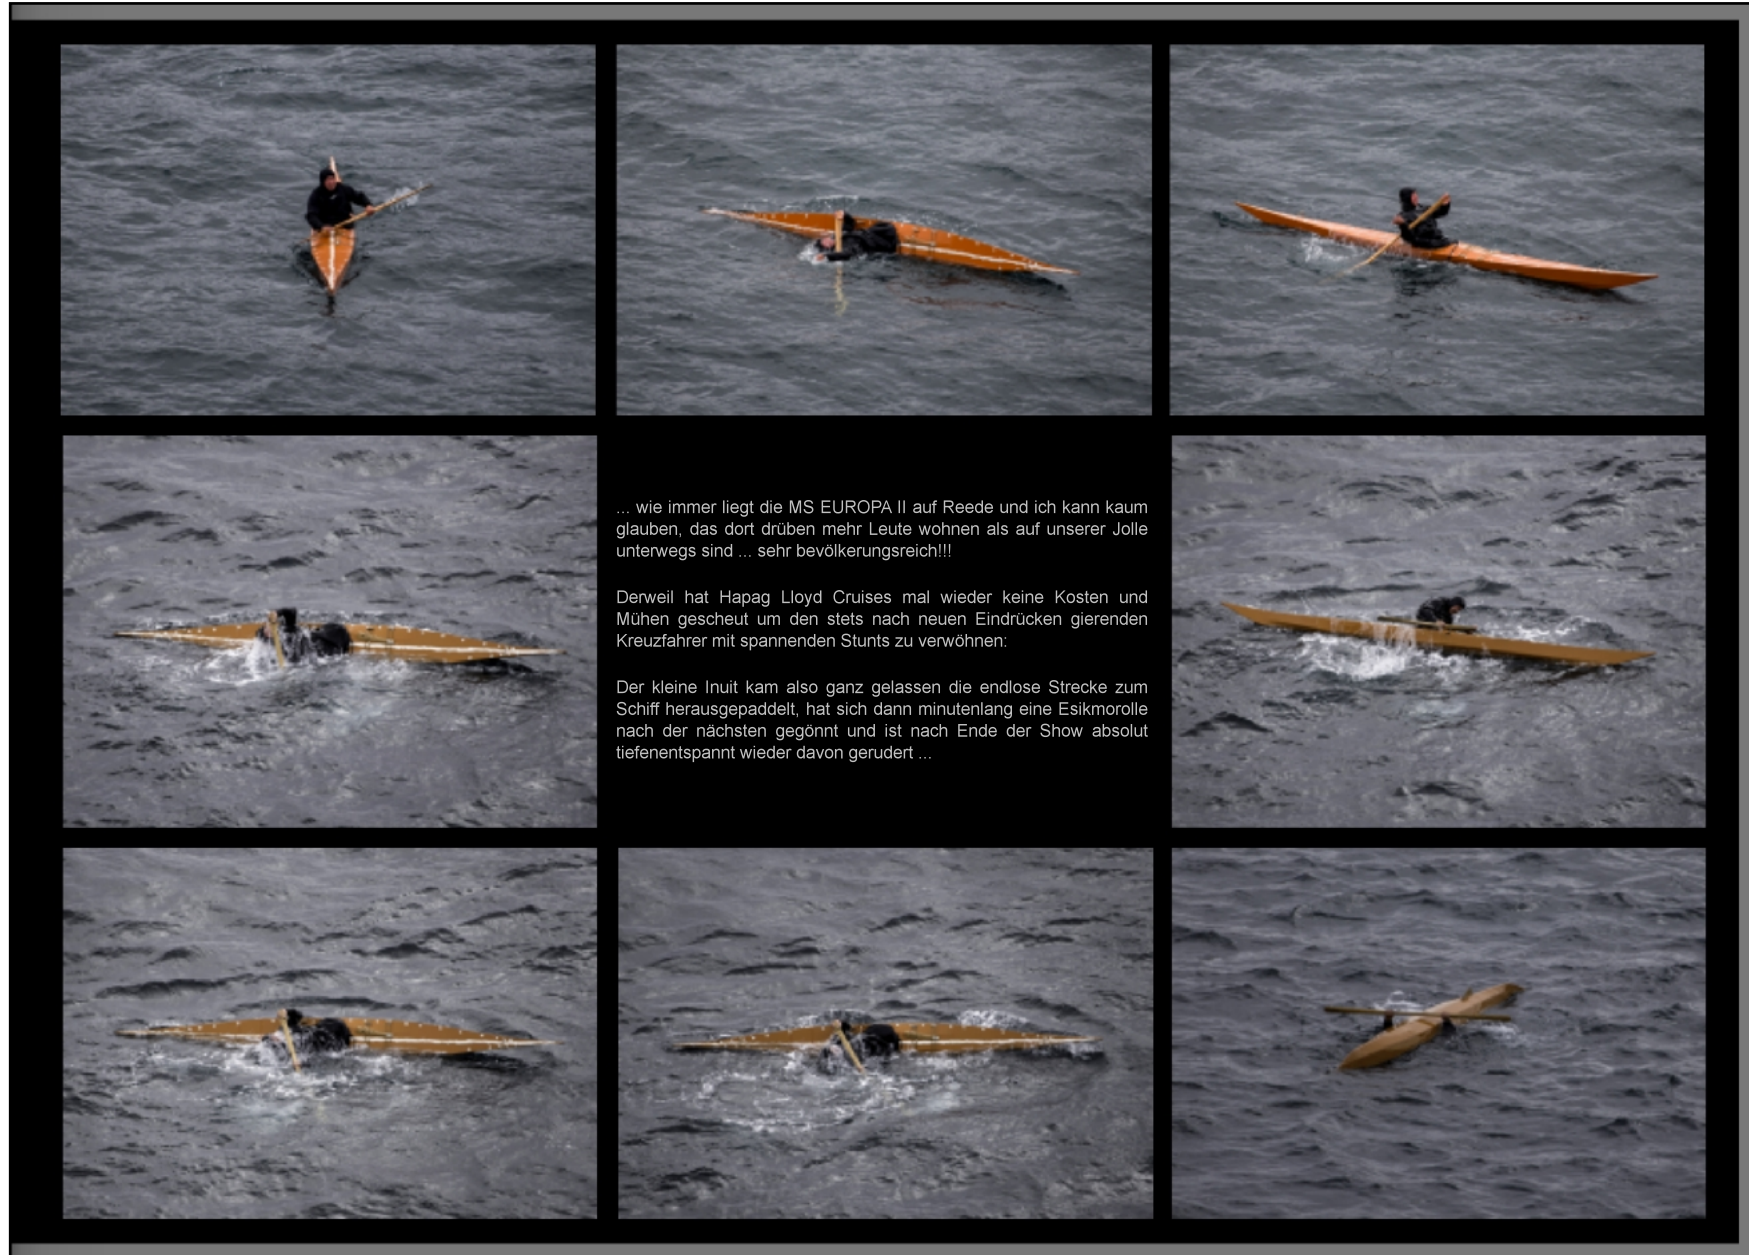 ... wie immer liegt die MS EUROPA II auf Reede und ich kann kaum
glauben, das dort drüben mehr Leute wohnen als auf unserer Jolle
unterwegs sind ... sehr bevölkerungsreich!!!
Derweil hat Hapag Lloyd Cruises mal wieder keine Kosten und
Mühen gescheut um den stets nach neuen Eindrücken gierenden
Kreuzfahrer mit spannenden Stunts zu verwöhnen:
Der kleine Inuit kam also ganz gelassen die endlose Strecke zum
Schiff herausgepaddelt, hat sich dann minutenlang eine Esikmorolle
nach der nächsten gegönnt und ist nach Ende der Show absolut
tiefenentspannt wieder davon gerudert ...